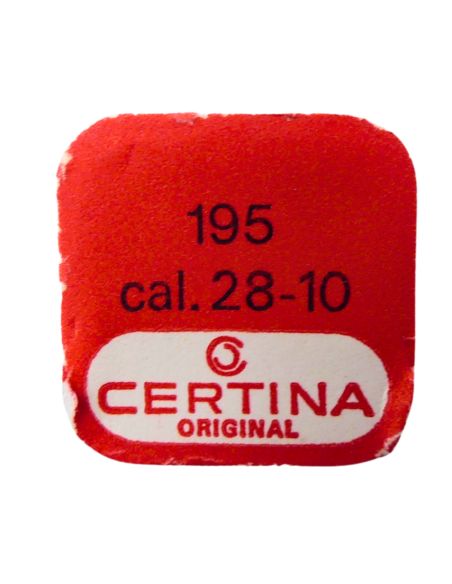 195
cal. 28-10
CERTINA
ORIGINAL